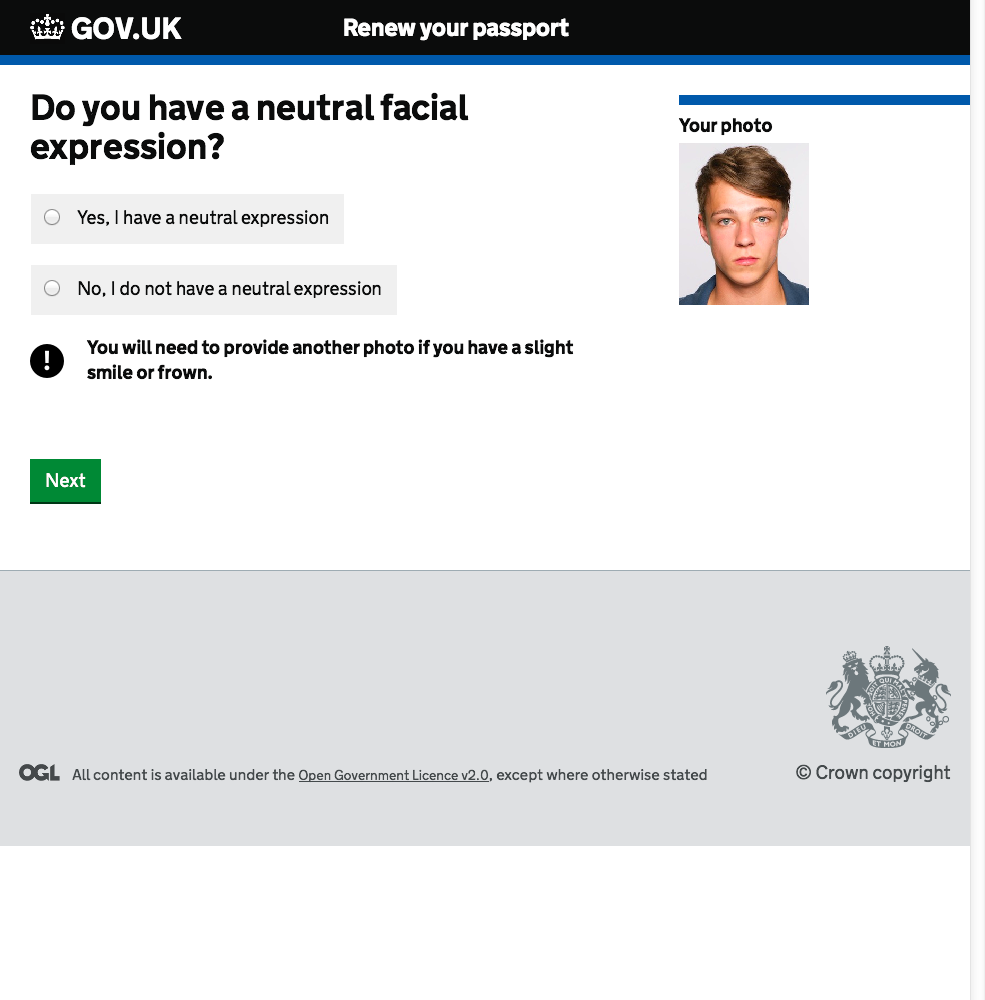 GOV.UK
Renew your passport
Do you have a neutral facial
expression?
Your photo
Yes, I have a neutral expression
No, I do not have a neutral expression
!
You will need to provide another photo if you have a slight
smile or frown.
Next
DIEU ET MON DROIT
OGL All content is available under the Open Government Licence v2.0, except where otherwise stated
© Crown copyright